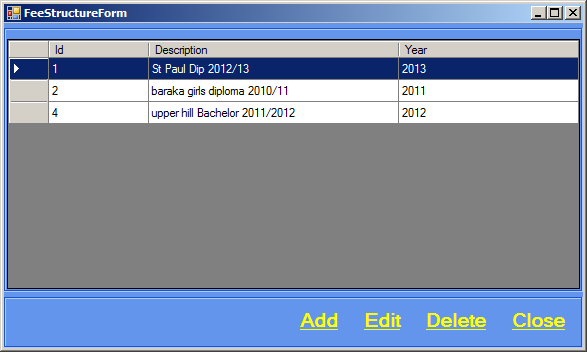 FeeStructureForm
Id Description Year
1 St Paul Dip 2012/13 2013
2 baraka girls diploma 2010/11 2011
4 upper hill Bachelor 2011/2012 2012
Add Edit Delete Close